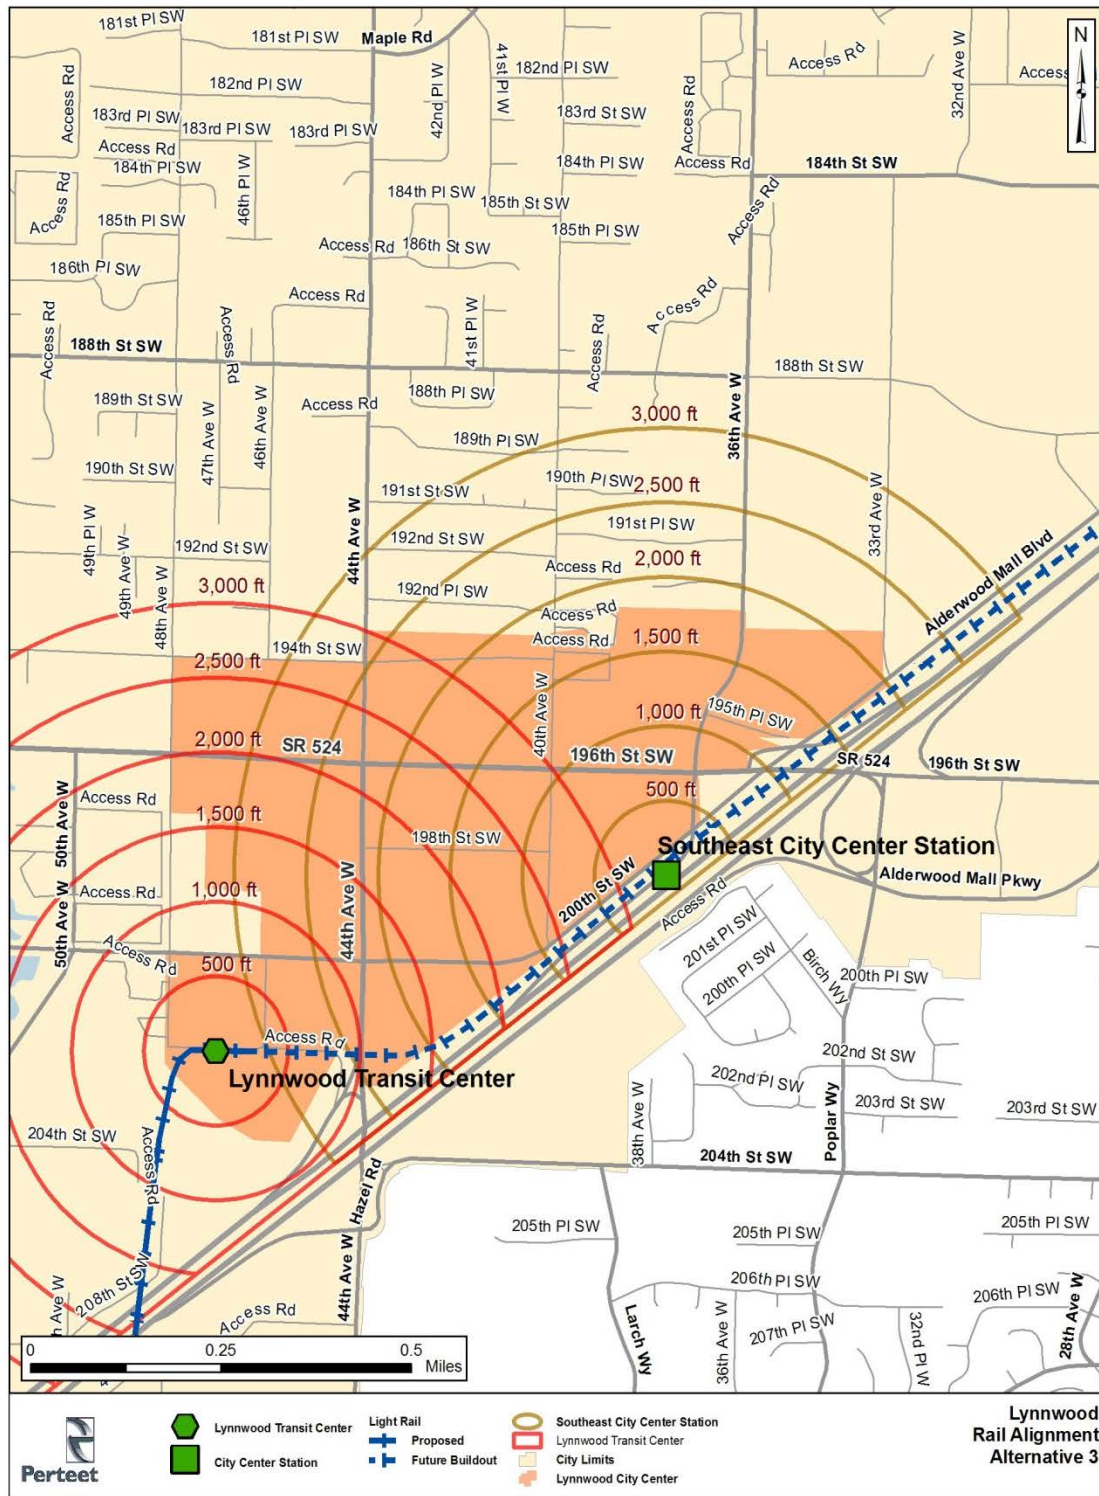 181st Pl SW
181st Pl SW
Maple Rd
N
41st Pl W
Access Rd
32nd Ave W
Access Rd
182nd Pl SW
182nd Pl SW
42nd Pl W
Access Rd
Access
183rd Pl SW
183rd Pl SW
183rd Pl SW
183rd St SW
Access Rd
184th Pl SW
184th Pl SW
Access Rd
184th St SW
46th Pl W
Access Rd
184th Pl SW
185th St SW
Access Rd
185th Pl SW
185th Pl SW
Access Rd
186th St SW
186th Pl SW
Access Rd
Access Rd
Access Rd
Access Rd
41st Pl W
Access Rd
188th St SW
188th St SW
188th Pl SW
36th Ave W
Access Rd
189th St SW
47th Ave W
46th Ave W
3,000 ft
189th Pl SW
190th St SW
190th Pl SW
2,500 ft
191st St SW
49th Pl W
44th Ave W
191st Pl SW
33rd Ave W
192nd St SW
192nd St SW
2,000 ft
49th Ave W
48th Ave W
Access Rd
Alderwood Mall Blvd
3,000 ft
192nd Pl SW
Access Rd
Access Rd
1,500 ft
194th St SW
2,500 ft
40th Ave W
195th Pl SW
1,000 ft
2,000 ft
SR 524
196th St SW
SR 524
196th St SW
500 ft
50th Ave W
Access Rd
1,500 ft
198th St SW
Southeast City Center Station
200th St SW
Access Rd
Alderwood Mall Pkwy
50th Ave W
Access Rd
1,000 ft
44th Ave W
Access Rd
500 ft
201st Pl SW
200th Pl SW
Birch Wy
200th Pl SW
Access Rd
Lynnwood Transit Center
202nd St SW
202nd Pl SW
38th Ave W
Poplar Wy
203rd St SW
203rd St SW
204th St SW
Access Rd
204th St SW
Hazel Rd
205th Pl SW
205th Pl SW
205th Pl SW
44th Ave W
208th St SW
206th Pl SW
206th Pl SW
28th Ave W
Access Rd
Larch Wy
36th Ave W
207th Pl SW
32nd Pl W
0 0.25 0.5
Miles
Perteet
Lynnwood Transit Center
City Center Station
Light Rail
Proposed
Future Buildout
Southeast City Center Station
Lynnwood Transit Center
City Limits
Lynnwood City Center
Lynnwood
Rail Alignment
Alternative 3